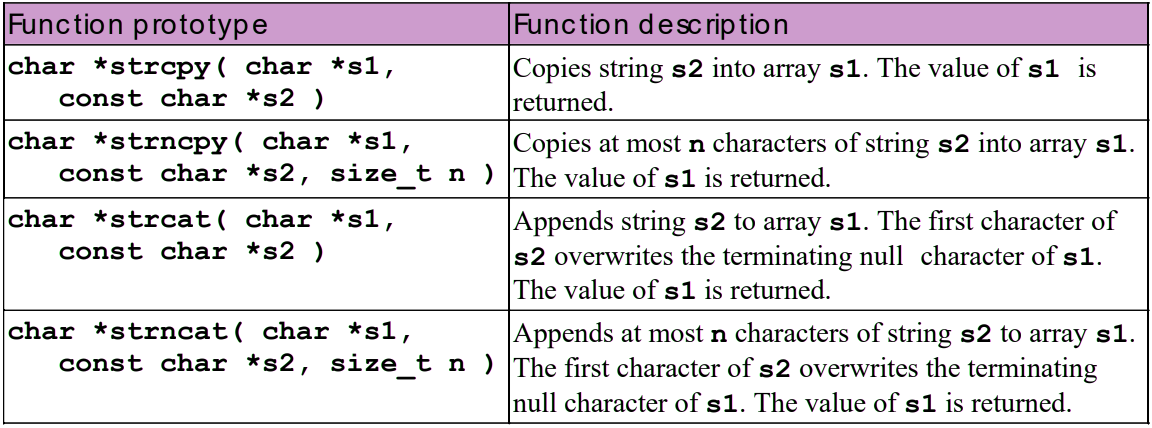 Function prototype
Function description
char *strcpy( char *s1,
const char *s2 )
Copies string s2 into array s1. The value of s1 is
returned.
char *strncpy( char *s1,
const char *s2, size_t n )
Copies at most n characters of string s2 into array s1.
The value of s1 is returned.
char *strcat( char *s1,
const char *s2 )
Appends string s2 to array s1. The first character of
s2 overwrites the terminating null character of s1.
The value of s1 is returned.
char *strncat( char *s1,
const char *s2, size_t n )
Appends at most n characters of string s2 to array s1.
The first character of s2 overwrites the terminating
null character of s1. The value of s1 is returned.